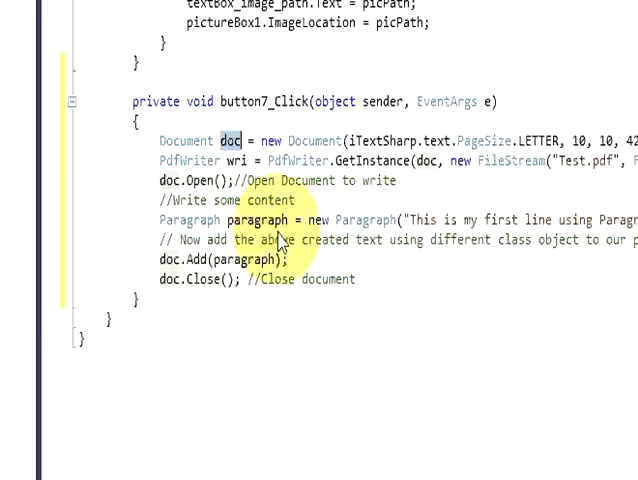 textBox_image_path.Text = picPath;
pictureBox1.ImageLocation = picPath;
}
}
private void button7_Click(object sender, EventArgs e)
{
Document doc = new Document(iTextSharp.text.PageSize.LETTER, 10, 10, 42
PdfWriter wri = PdfWriter.GetInstance(doc, new FileStream("Test.pdf", F
doc.Open();//Open Document to write
//Write some content
Paragraph paragraph = new Paragraph("This is my first line using Paragr
// Now add the above created text using different class object to our p
doc.Add(paragraph);
doc.Close(); //Close document
}
}
}